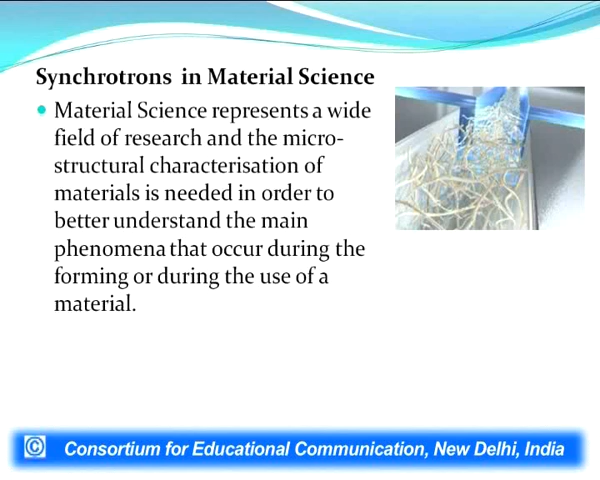 Synchrotrons in Material Science
Material Science represents a wide
field of research and the micro-
structural characterisation of
materials is needed in order to
better understand the main
phenomena that occur during the
forming or during the use of a
material.
© Consortium for Educational Communication, New Delhi, India